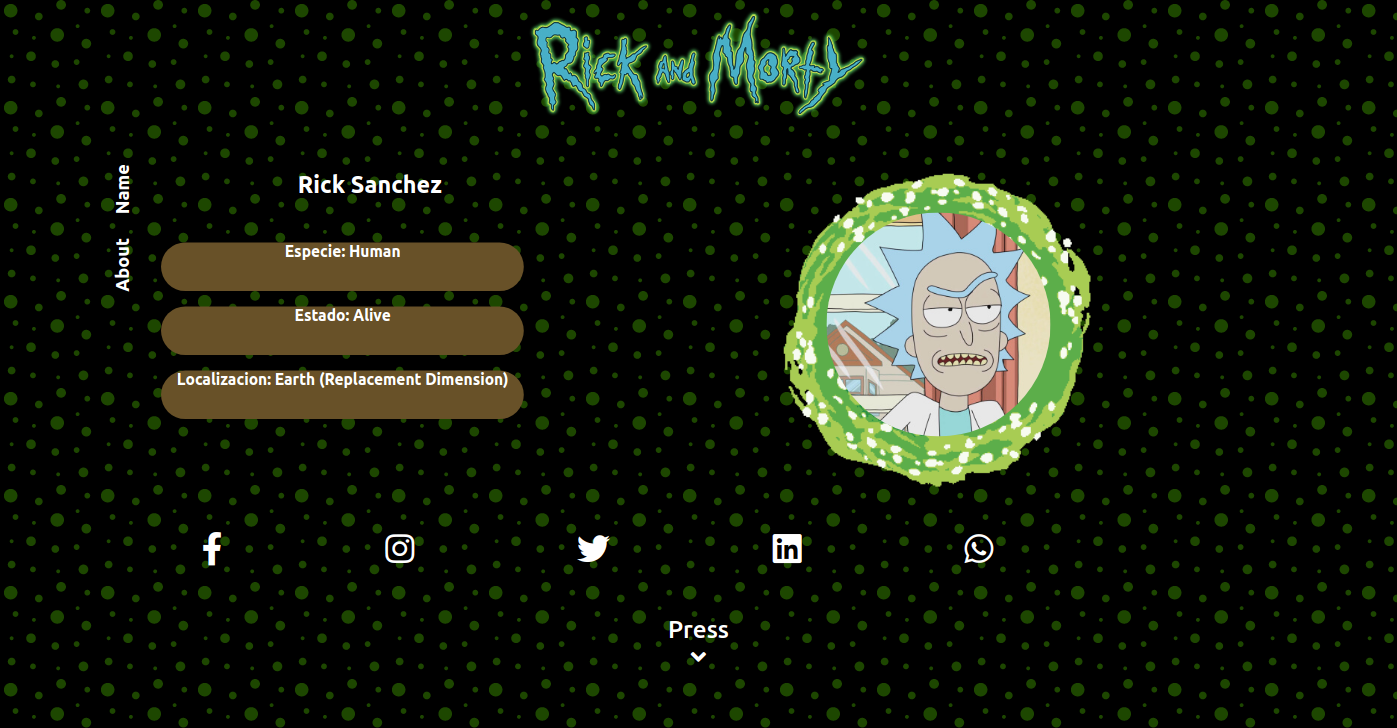 Rick and Morty
Name
Rick Sanchez
About
Especie: Human
Estado: Alive
Localizacion: Earth (Replacement Dimension)
Press